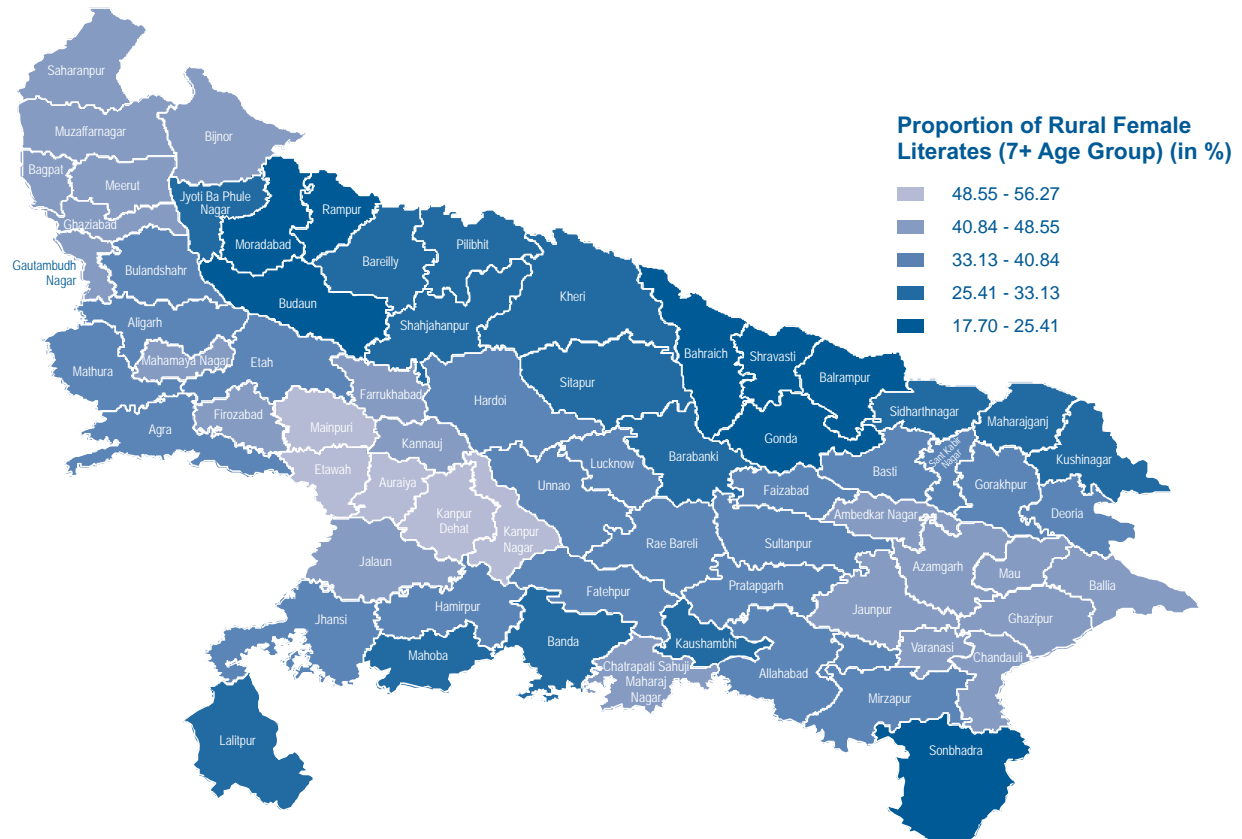 Proportion of Rural Female
Literates (7+ Age Group) (in %)
48.55 - 56.27
40.84 - 48.55
33.13 - 40.84
25.41 - 33.13
17.70 - 25.41
Saharanpur
Muzaffarnagar
Bijnor
Bagpat
Meerut
Jyoti Ba Phule
Nagar
Rampur
Ghaziabad
Moradabad
Gautambudh
Nagar
Bulandshahr
Bareilly
Pilibhit
Budaun
Kheri
Shahjahanpur
Aligarh
Mahamaya Nagar
Etah
Mathura
Bahraich
Shravasti
Balrampur
Farrukhabad
Hardoi
Sitapur
Firozabad
Mainpuri
Agra
Kannauj
Sidharthnagar
Maharajganj
Gonda
Barabanki
Lucknow
Sant Kabir
Nagar
Kushinagar
Etawah
Auraiya
Unnao
Basti
Gorakhpur
Faizabad
Kanpur
Dehat
Kanpur
Nagar
Ambedkar Nagar
Deoria
Rae Bareli
Sultanpur
Jalaun
Azamgarh
Mau
Ballia
Fatehpur
Pratapgarh
Jaunpur
Ghazipur
Hamirpur
Jhansi
Banda
Kaushambhi
Varanasi
Chandauli
Mahoba
Chatrapati Sahuji
Maharaj
Nagar
Allahabad
Mirzapur
Lalitpur
Sonbhadra